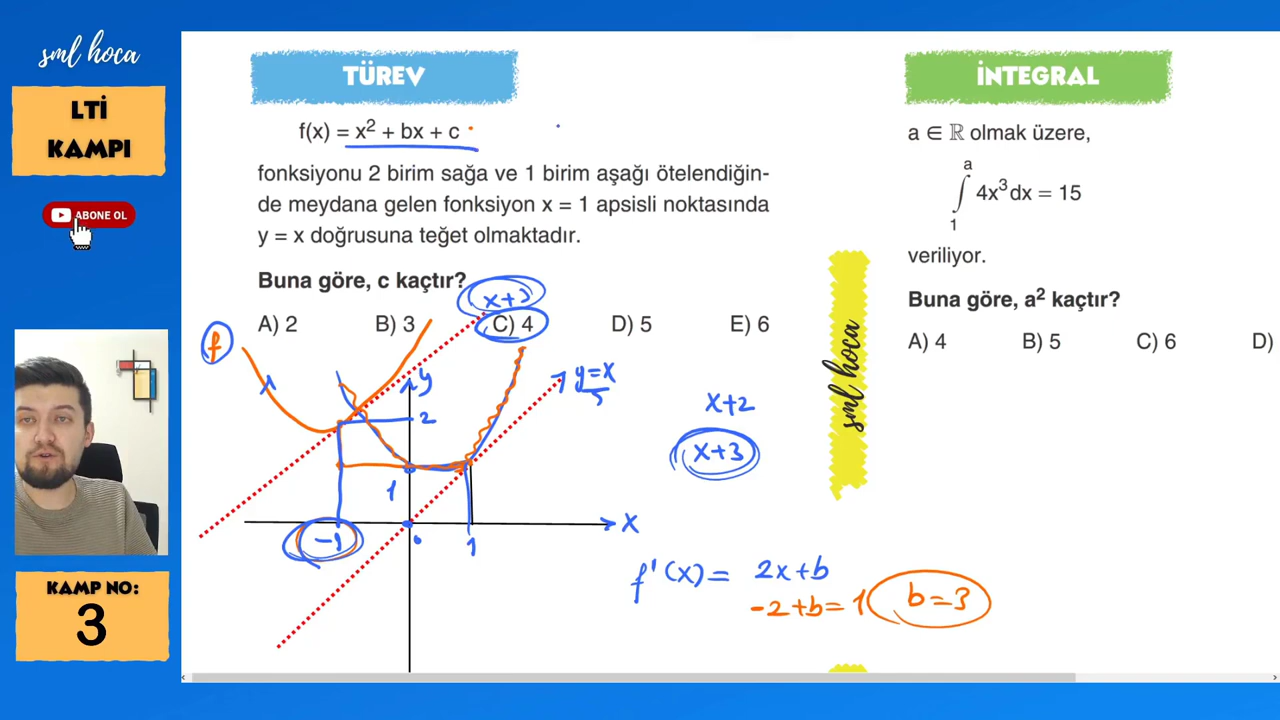 sml hoca
LTİ
KAMPI
ABONE OL
KAMP NO:
3
TÜREV
f(x) = x² + bx + c
fonksiyonu 2 birim sağa ve 1 birim aşağı ötelendiğin-
de meydana gelen fonksiyon x = 1 apsisli noktasında
y = x doğrusuna teğet olmaktadır.
Buna göre, c kaçtır?
A) 2 B) 3 C) 4 D) 5 E) 6
x+3
f
y
y=x
2
1
-1
0
1
x
x+2
x+3
f'(x) = 2x+b
-2+b=1
b=3
sml hoca
İNTEGRAL
a ∈ ℝ olmak üzere,
∫₁ᵃ 4x³dx = 15
veriliyor.
Buna göre, a² kaçtır?
A) 4 B) 5 C) 6 D)